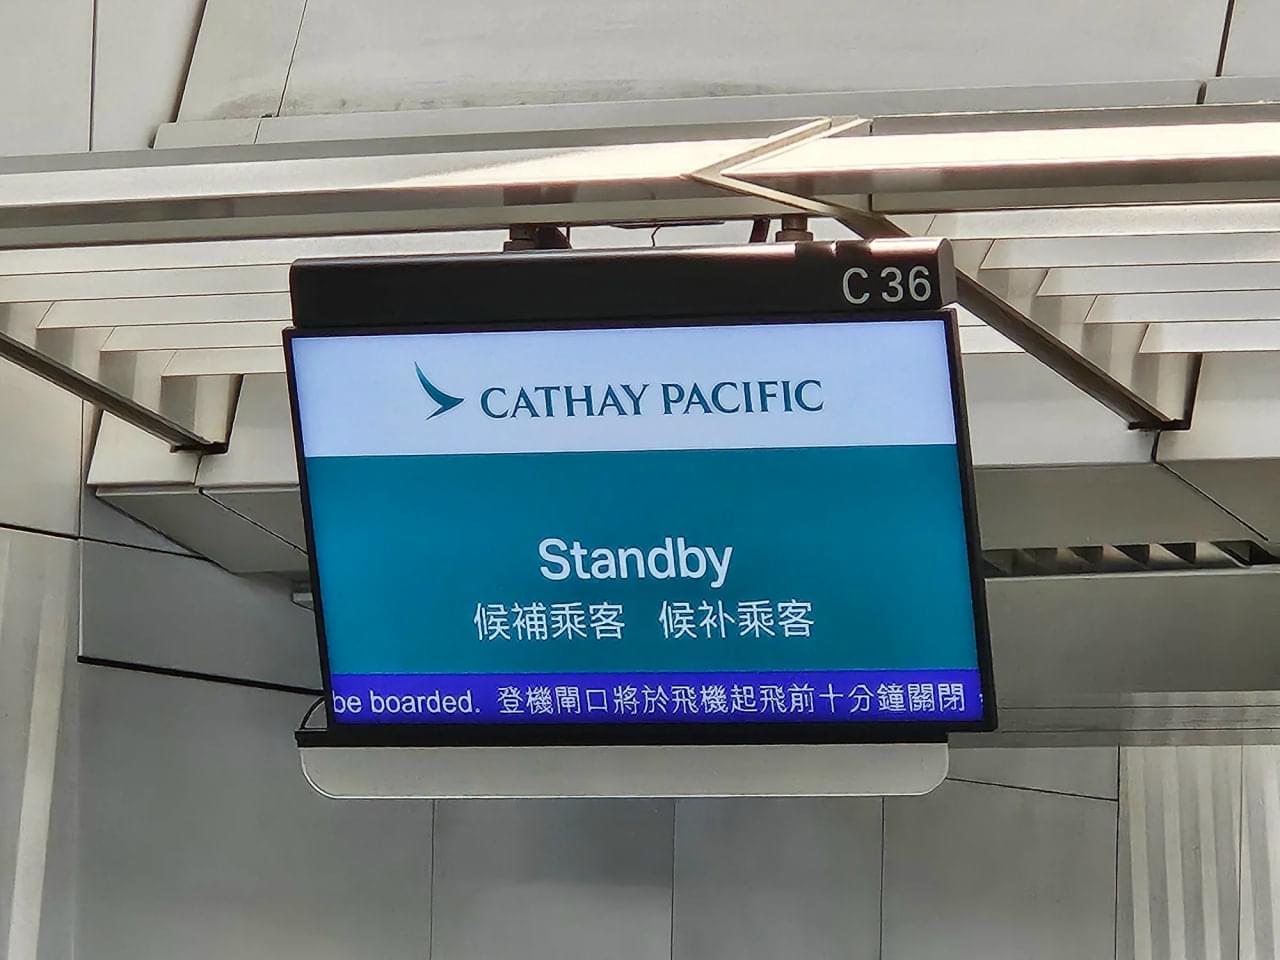 C 36
CATHAY PACIFIC
Standby
候補乘客 候补乘客
be boarded. 登機閘口將於飛機起飛前十分鐘關閉